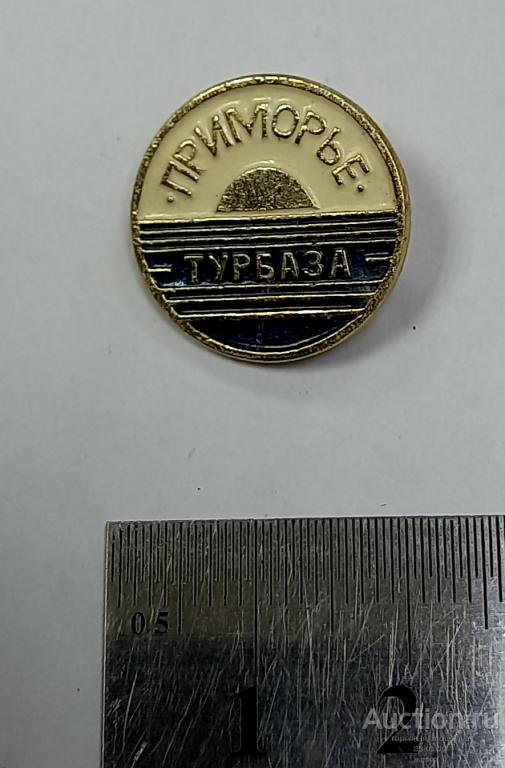 ·ПРИМОРЬЕ·
– ТУРБАЗА –
0 5
1 2
Auction.ru